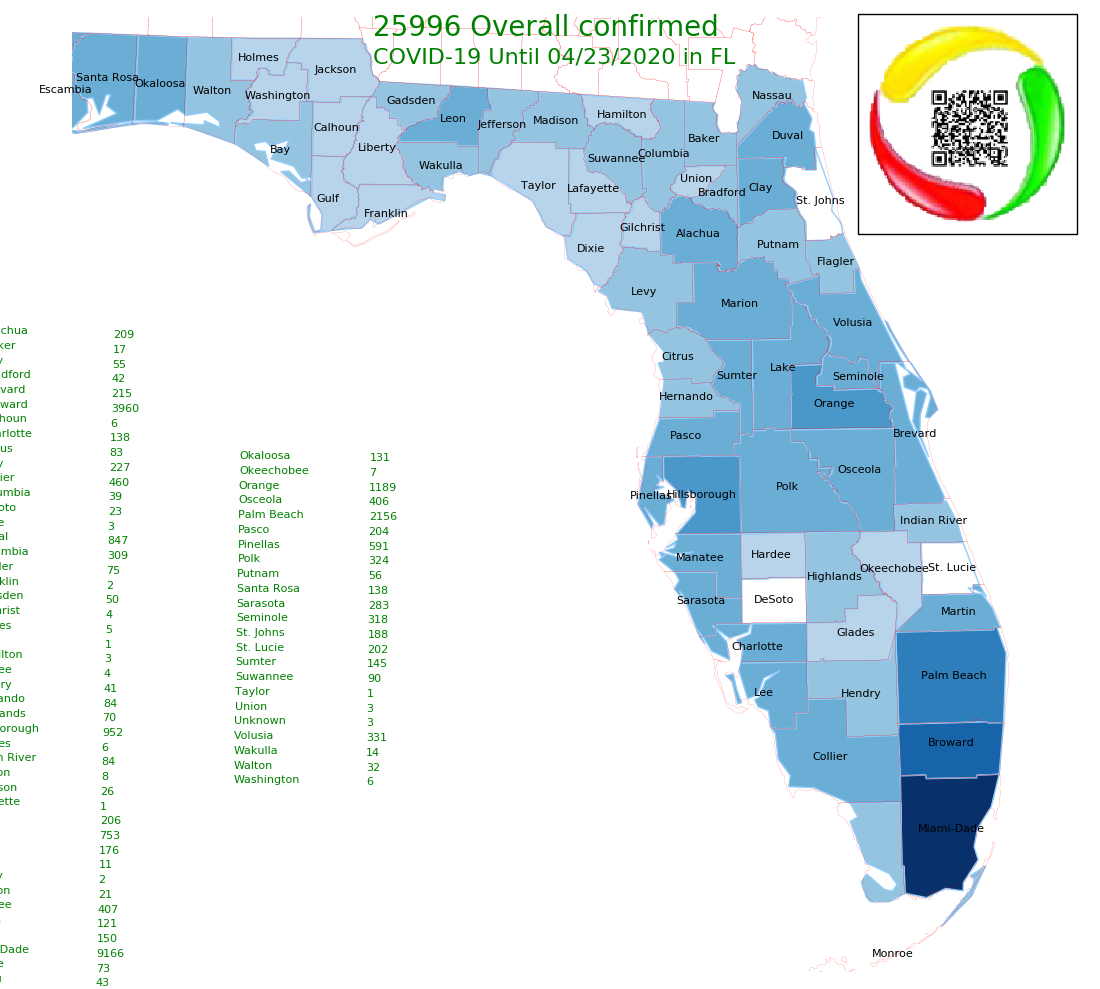 25996 Overall confirmed
COVID-19 Until 04/23/2020 in FL
Escambia
Santa Rosa
Okaloosa
Walton
Holmes
Washington
Jackson
Calhoun
Bay
Gulf
Liberty
Franklin
Gadsden
Leon
Wakulla
Jefferson
Madison
Taylor
Hamilton
Suwannee
Lafayette
Dixie
Columbia
Baker
Union
Bradford
Gilchrist
Alachua
Nassau
Duval
Clay
St. Johns
Putnam
Flagler
Levy
Marion
Volusia
Citrus
Sumter
Lake
Seminole
Hernando
Orange
Brevard
Pasco
Pinellas
Hillsborough
Polk
Osceola
Indian River
Manatee
Hardee
Highlands
Okeechobee
St. Lucie
Sarasota
DeSoto
Martin
Charlotte
Glades
Lee
Hendry
Palm Beach
Collier
Broward
Miami-Dade
Monroe
chua 209
ker 17
y 55
dford 42
vard 215
ward 3960
houn 6
rlotte 138
us 83
y 227
ier 460
umbia 39
oto 23
e 3
al 847
mbia 309
ler 75
klin 2
sden 50
hrist 4
es 5
1
ilton 3
ee 4
ry 41
ando 84
lands 70
orough 952
es 6
n River 84
on 8
son 26
ette 1
206
753
176
11
y 2
on 21
ee 407
121
150
Dade 9166
e 73
43
Okaloosa 131
Okeechobee 7
Orange 1189
Osceola 406
Palm Beach 2156
Pasco 204
Pinellas 591
Polk 324
Putnam 56
Santa Rosa 138
Sarasota 283
Seminole 318
St. Johns 188
St. Lucie 202
Sumter 145
Suwannee 90
Taylor 1
Union 3
Unknown 3
Volusia 331
Wakulla 14
Walton 32
Washington 6